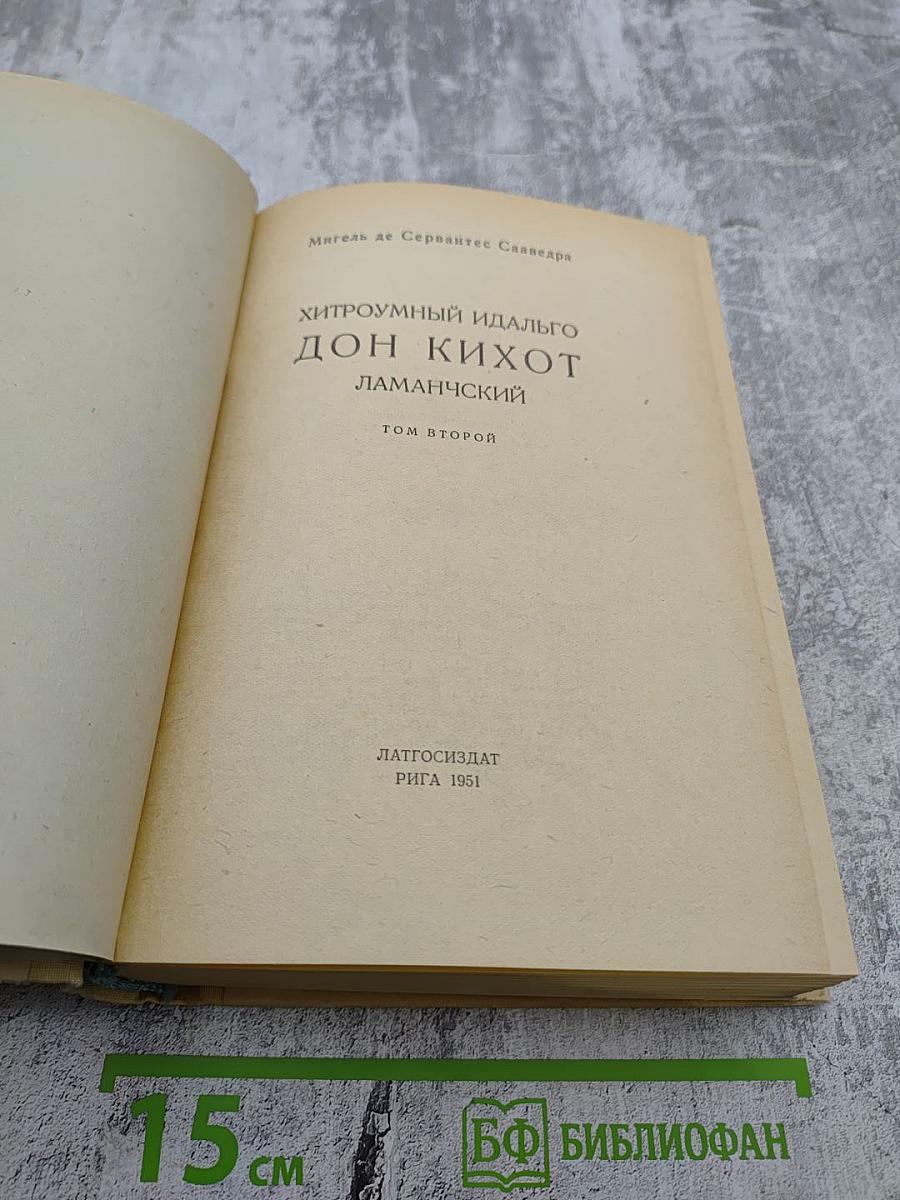 Мигель де Сервантес Сааведра
ХИТРОУМНЫЙ ИДАЛЬГО
ДОН КИХОТ
ЛАМАНЧСКИЙ
ТОМ ВТОРОЙ
ЛАТГОСИЗДАТ
РИГА 1951
15 см
БФ БИБЛИОФАН